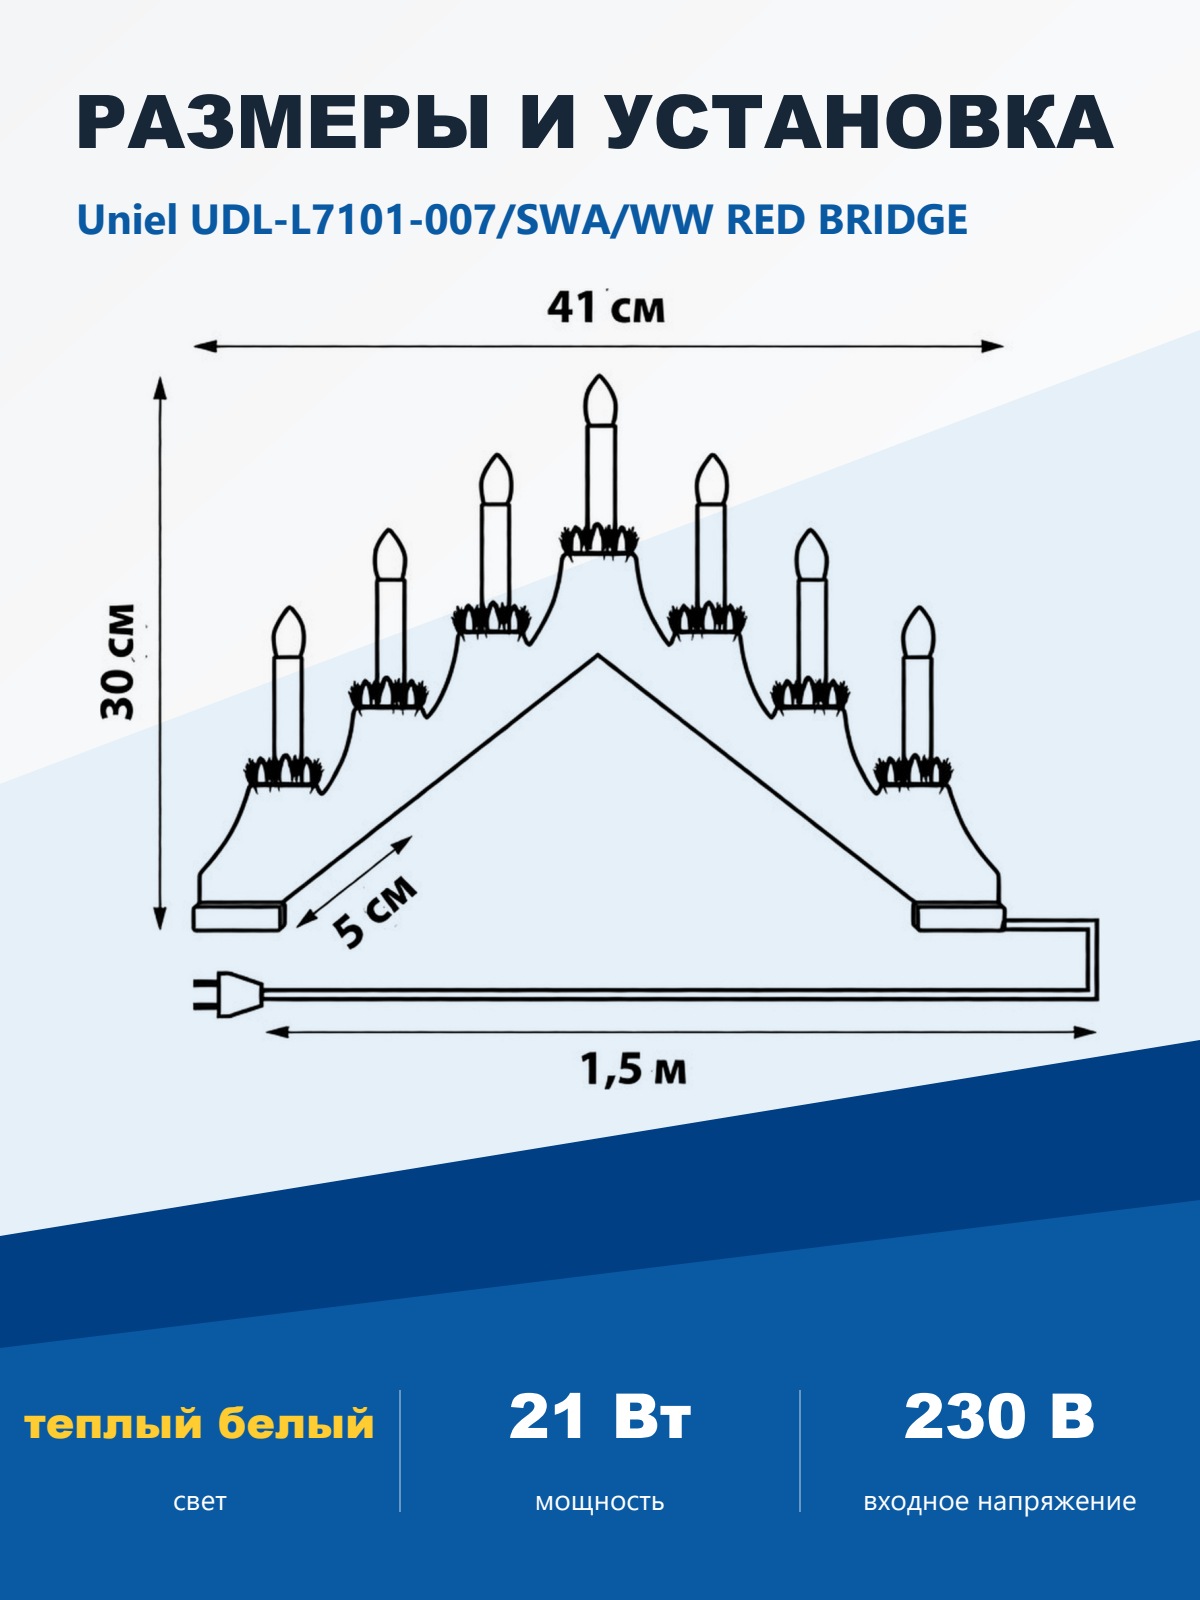 РАЗМЕРЫ И УСТАНОВКА
Uniel UDL-L7101-007/SWA/WW RED BRIDGE
41 см
30 см
5 см
1,5 м
теплый белый
свет
21 Вт
мощность
230 В
входное напряжение